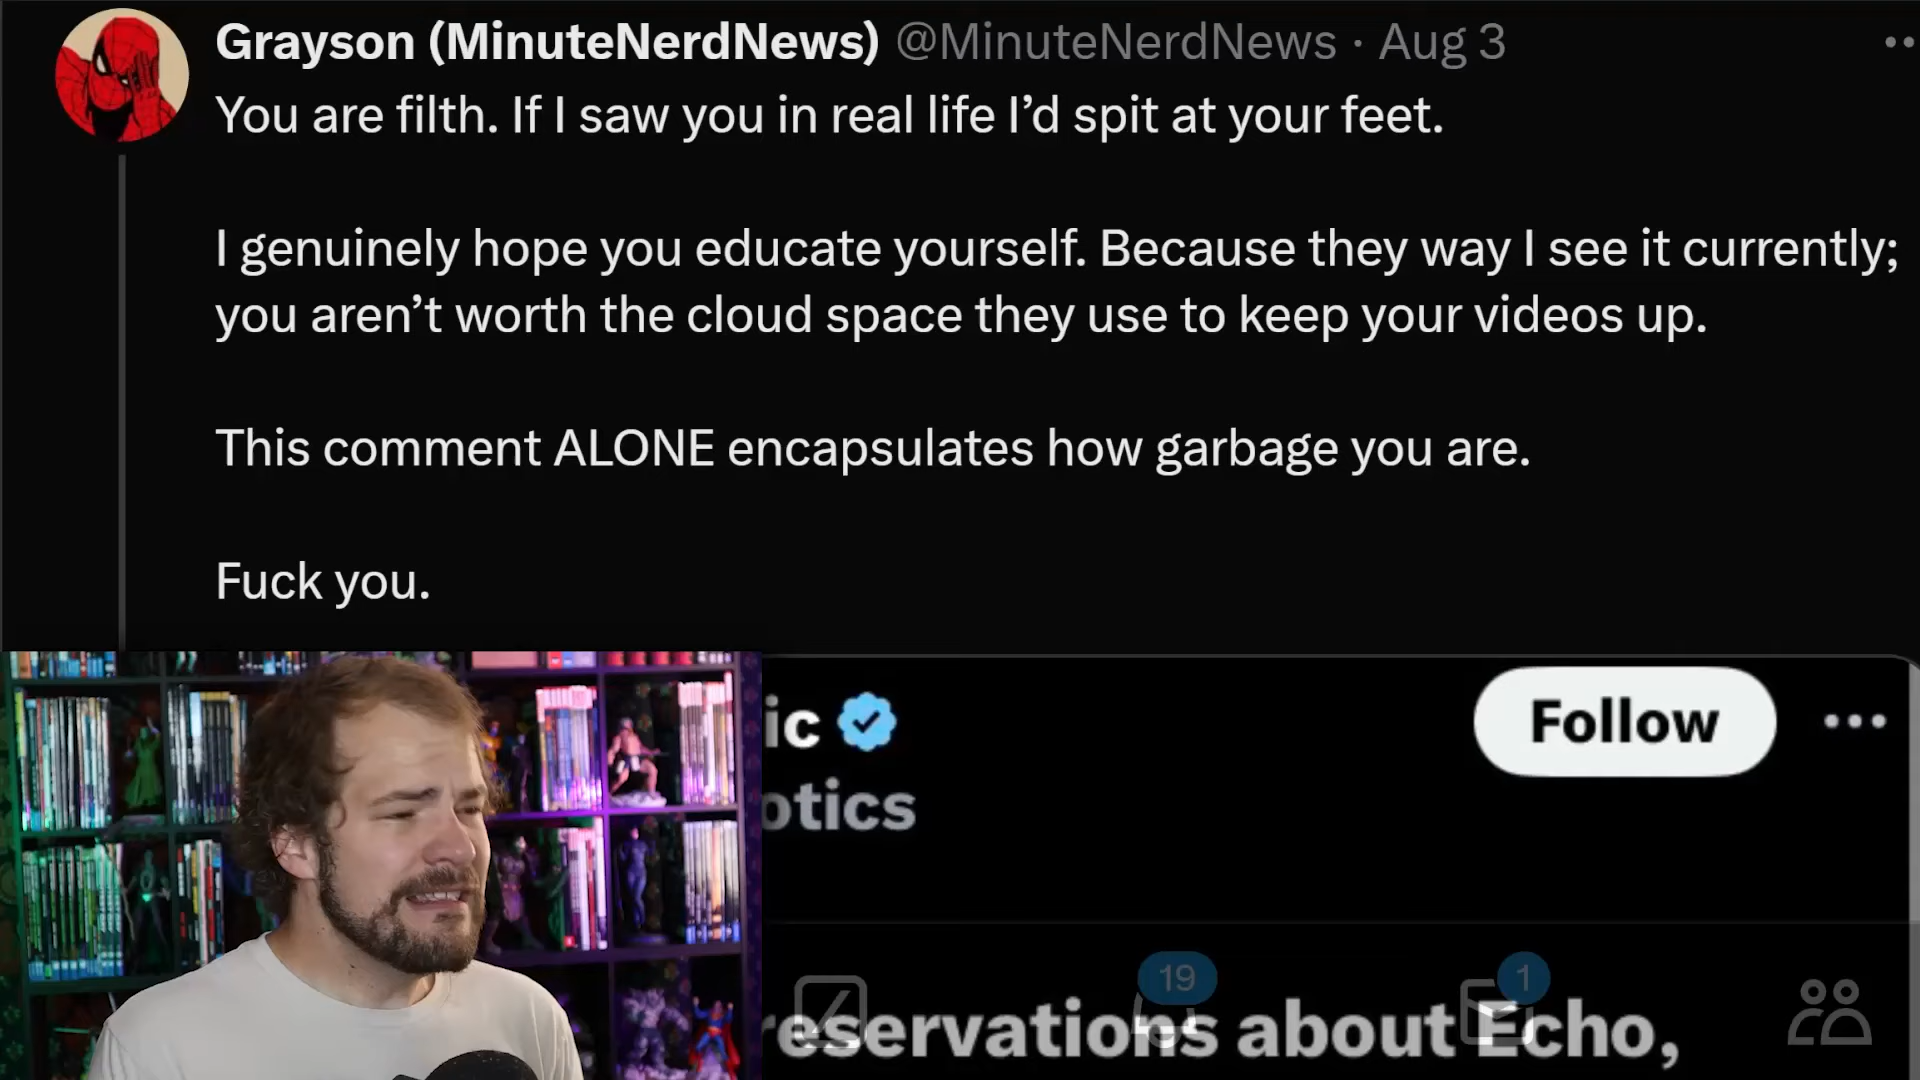 Grayson (MinuteNerdNews) @MinuteNerdNews · Aug 3
You are filth. If I saw you in real life I’d spit at your feet.
I genuinely hope you educate yourself. Because they way I see it currently;
you aren’t worth the cloud space they use to keep your videos up.
This comment ALONE encapsulates how garbage you are.
Fuck you.
ic
Follow
otics
19
1
eservations about Echo,